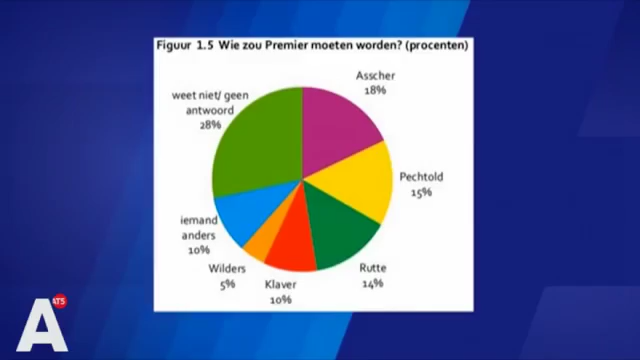 Figuur 1.5 Wie zou Premier moeten worden? (procenten)
Asscher
18%
weet niet/ geen
antwoord
28%
Pechtold
15%
iemand
anders
10%
Wilders
5%
Klaver
10%
Rutte
14%
A
AT5